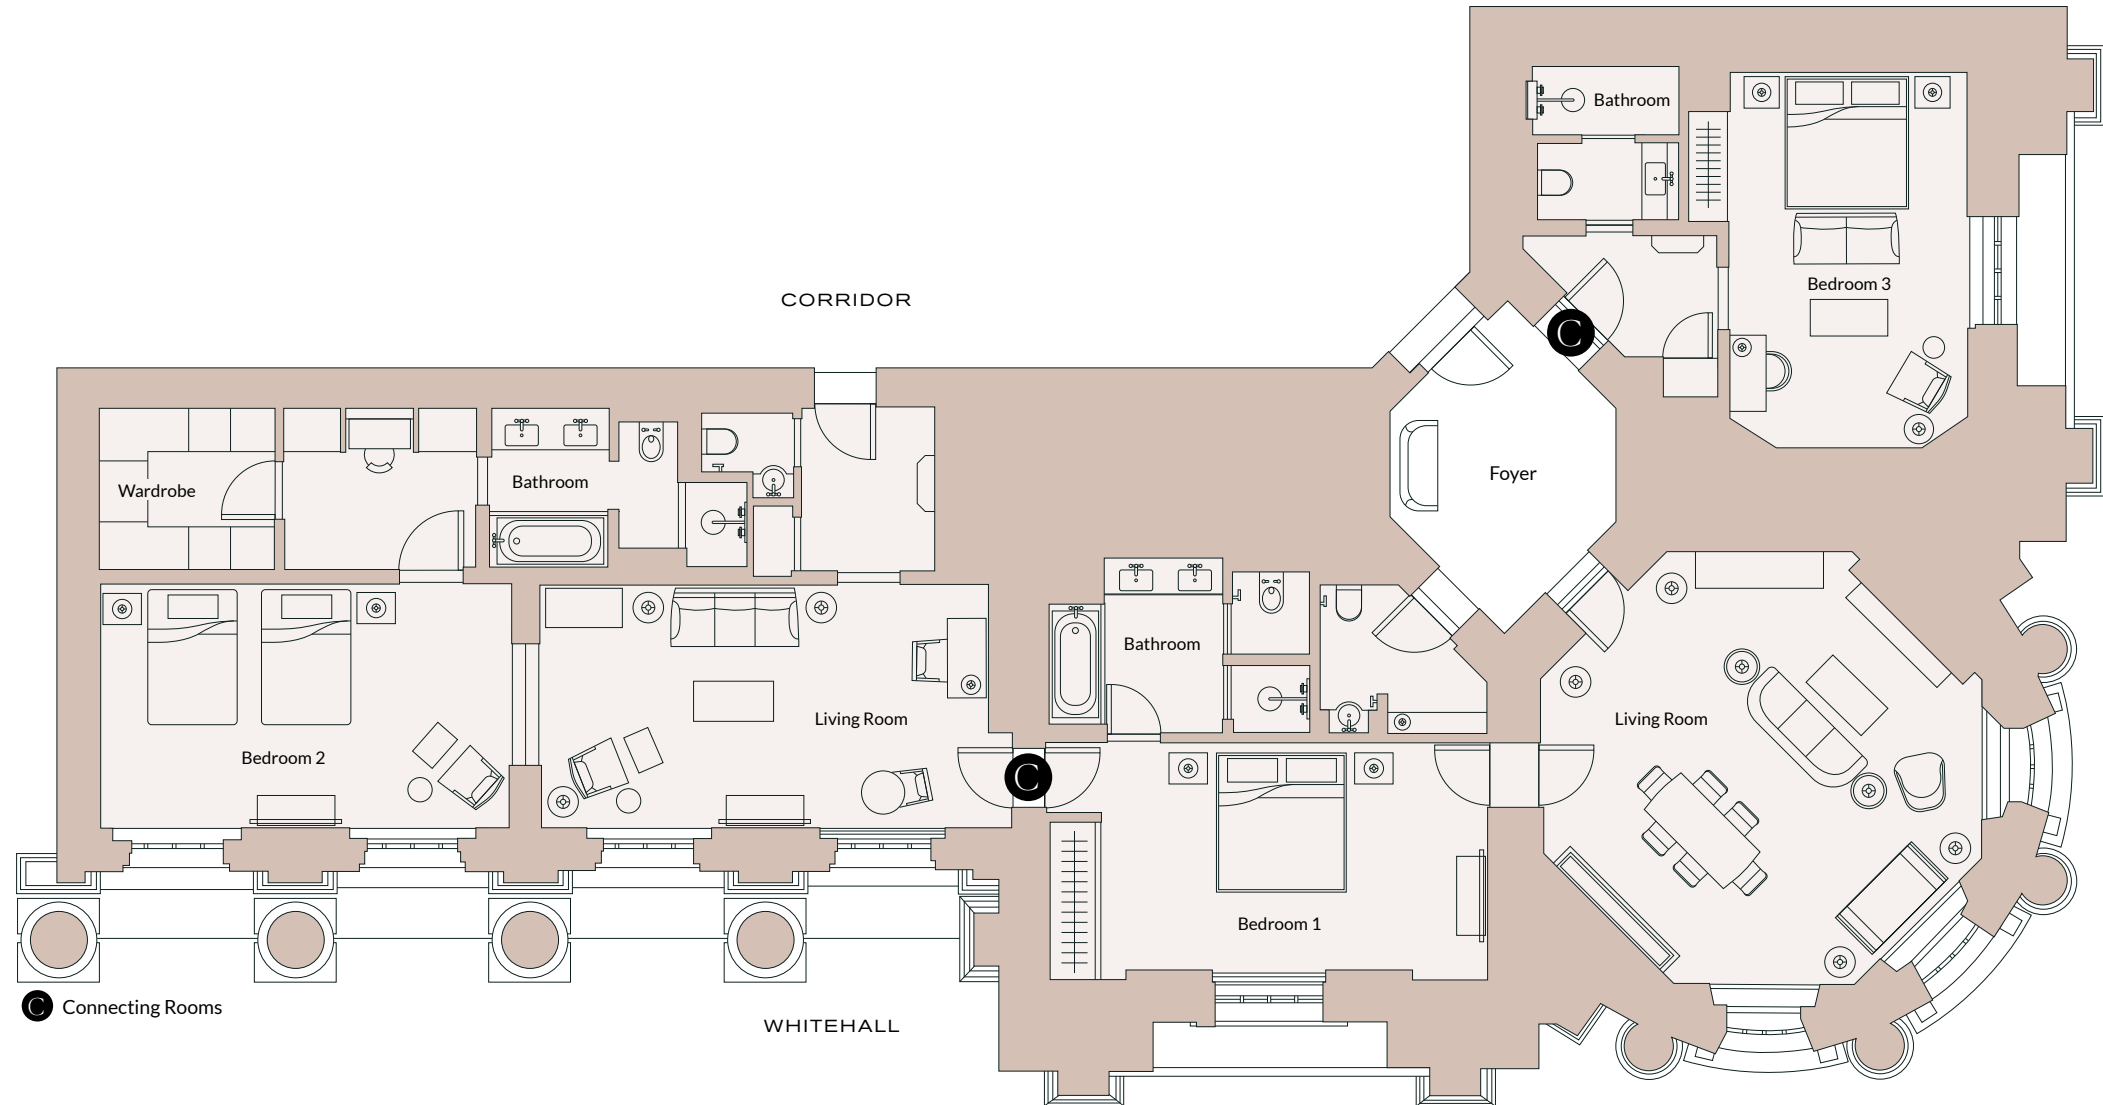 Bathroom
Bedroom 3
CORRIDOR
C
Foyer
Wardrobe
Bathroom
Bathroom
Living Room
Living Room
Bedroom 2
C
Bedroom 1
C Connecting Rooms
WHITEHALL